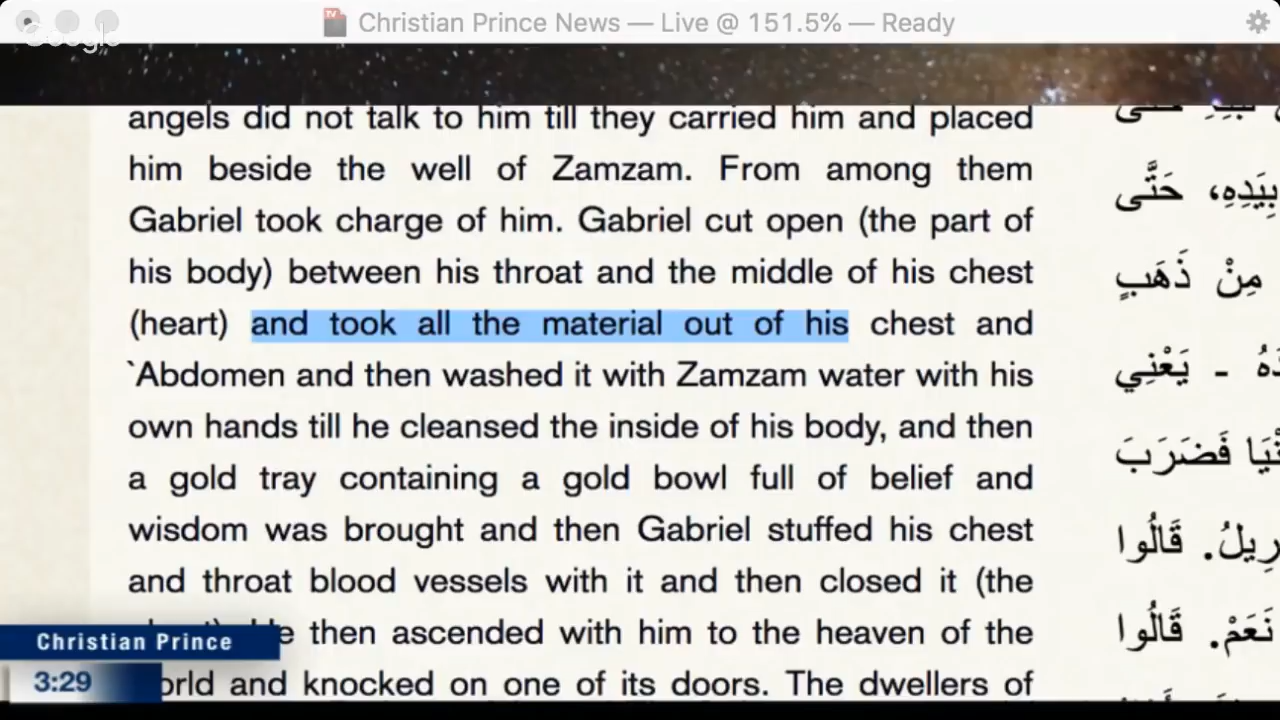 Christian Prince News — Live @ 151.5% — Ready
Google
angels did not talk to him till they carried him and placed
him beside the well of Zamzam. From among them
Gabriel took charge of him. Gabriel cut open (the part of
his body) between his throat and the middle of his chest
(heart) and took all the material out of his chest and
`Abdomen and then washed it with Zamzam water with his
own hands till he cleansed the inside of his body, and then
a gold tray containing a gold bowl full of belief and
wisdom was brought and then Gabriel stuffed his chest
and throat blood vessels with it and then closed it (the
then ascended with him to the heaven of the
and knocked on one of its doors. The dwellers of
حَتَّى
بِيَدِهِ، حَتَّى
مِنْ ذَهَبٍ
ـ يَعْنِي
فَضَرَبَ
قَالُوا
نَعَمْ. قَالُوا
Christian Prince
3:29